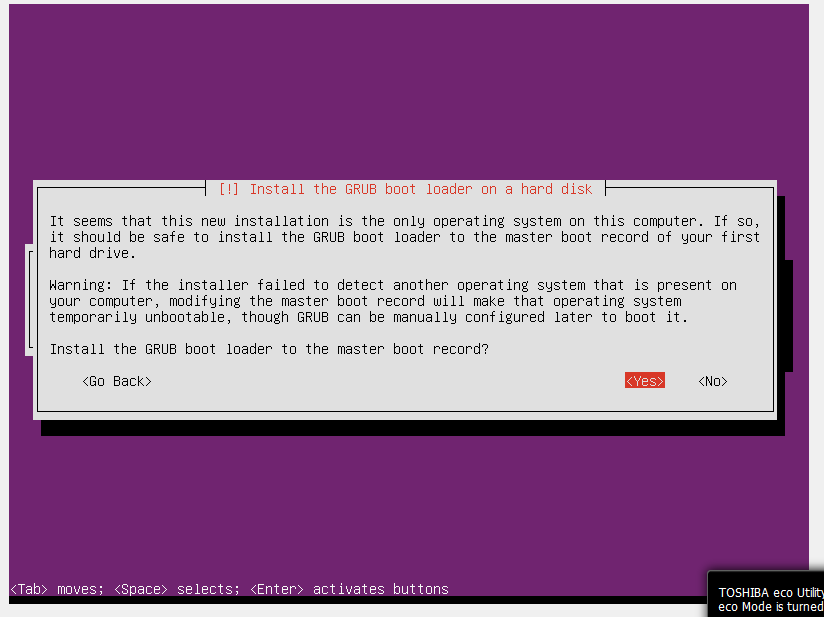 [!] Install the GRUB boot loader on a hard disk
It seems that this new installation is the only operating system on this computer. If so,
it should be safe to install the GRUB boot loader to the master boot record of your first
hard drive.
Warning: If the installer failed to detect another operating system that is present on
your computer, modifying the master boot record will make that operating system
temporarily unbootable, though GRUB can be manually configured later to boot it.
Install the GRUB boot loader to the master boot record?
<Go Back> <Yes> <No>
<Tab> moves; <Space> selects; <Enter> activates buttons
TOSHIBA eco Utility
eco Mode is turned